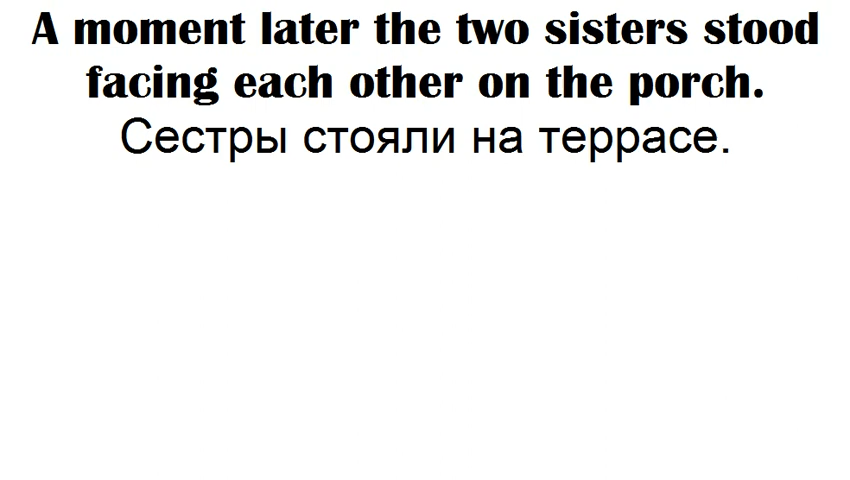 A moment later the two sisters stood
facing each other on the porch.
Сестры стояли на террасе.